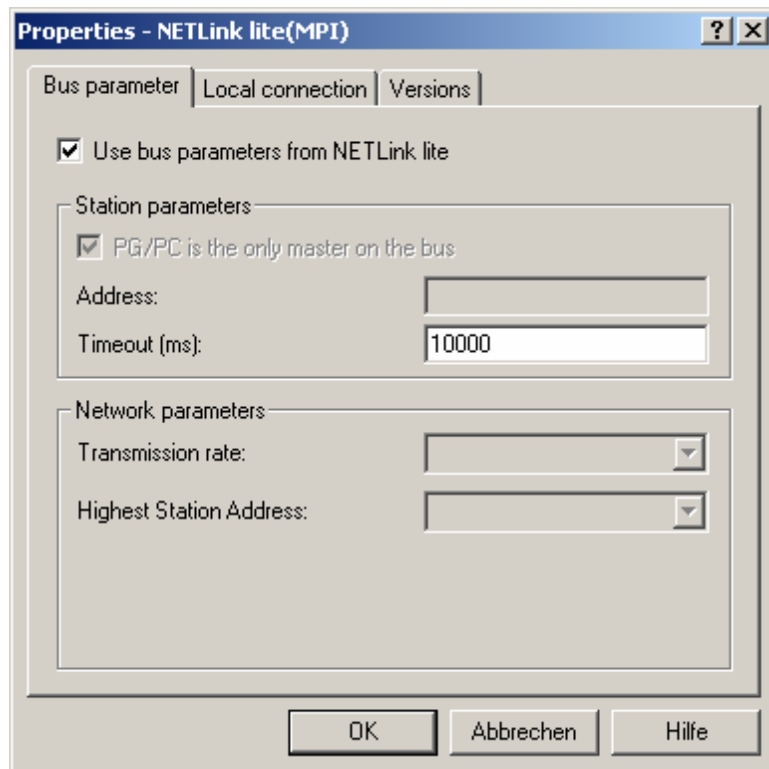 Properties - NETLink lite(MPI)
Bus parameter Local connection Versions
Use bus parameters from NETLink lite
Station parameters
PG/PC is the only master on the bus
Address:
Timeout (ms): 10000
Network parameters
Transmission rate:
Highest Station Address:
OK Abbrechen Hilfe